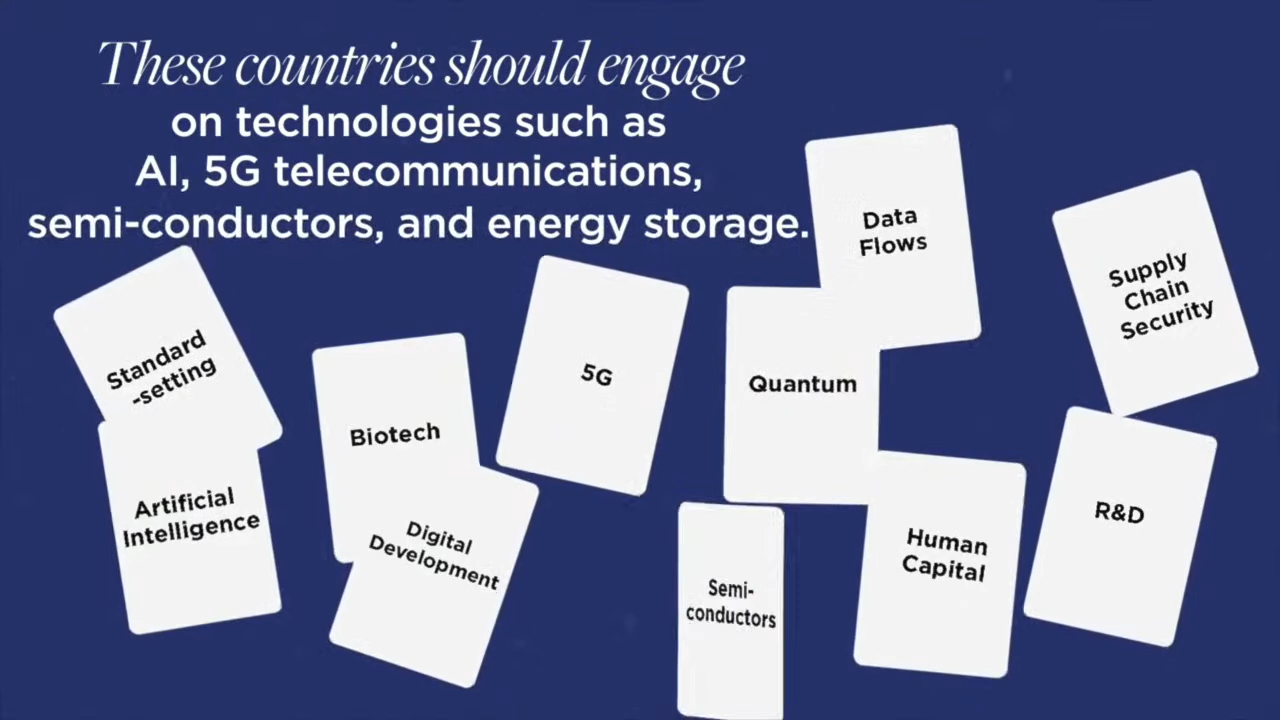 These countries should engage
on technologies such as
AI, 5G telecommunications,
semi-conductors, and energy storage.
Data
Flows
Supply
Chain
Security
Standard
-setting
5G
Quantum
Biotech
Artificial
Intelligence
R&D
Digital
Development
Human
Capital
Semi-
conductors